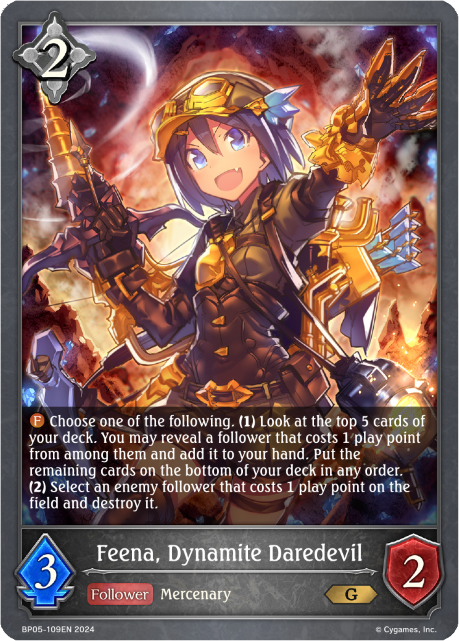 2
F Choose one of the following. (1) Look at the top 5 cards of
your deck. You may reveal a follower that costs 1 play point
from among them and add it to your hand. Put the
remaining cards on the bottom of your deck in any order.
(2) Select an enemy follower that costs 1 play point on the
field and destroy it.
Feena, Dynamite Daredevil
3
Follower Mercenary
G
2
BP05-109EN 2024
© Cygames, Inc.